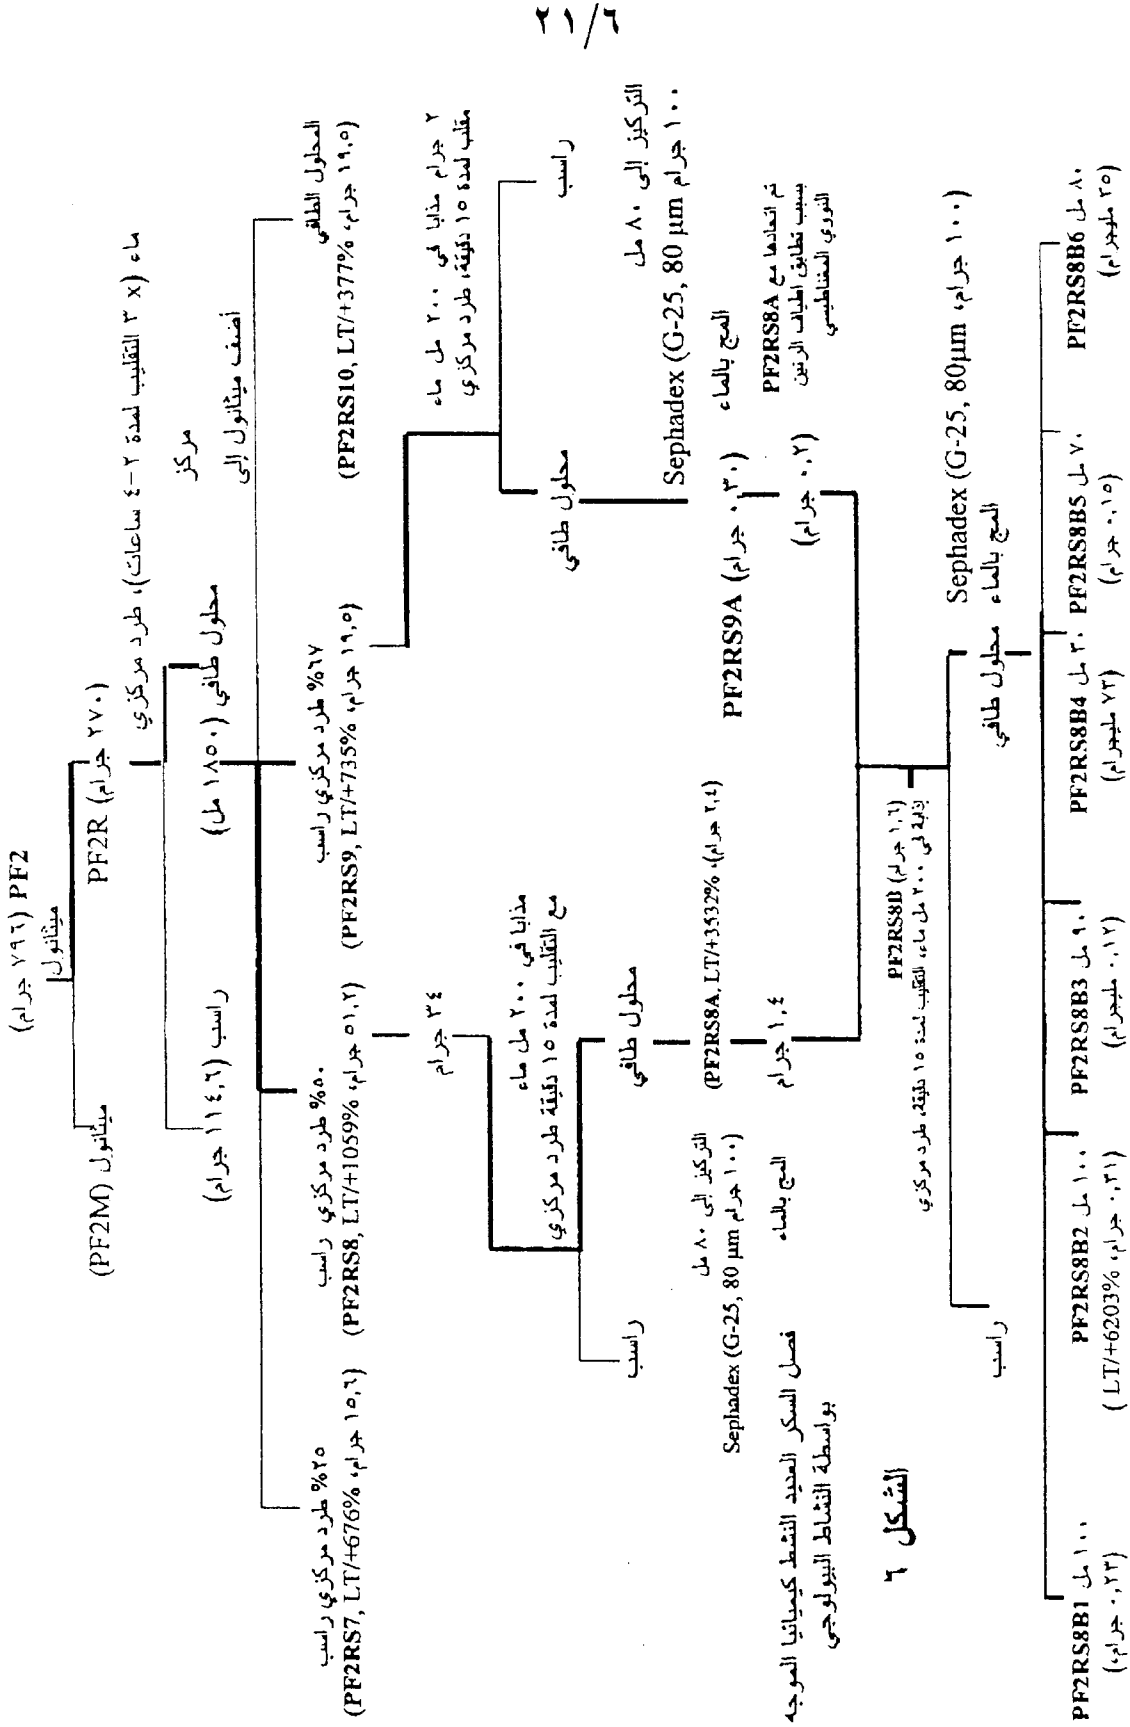 ٢١/٦
PF2 (٧٩٦ جرام)
ميثانول
ميثانول (PF2M)
PF2R (٢٧٠ جرام)
ماء (٣ x التقليب لمدة ٢-٤ ساعات)، طرد مركزي
راسب (١١٤,٦ جرام)
محلول طافي (١٨٥٠ مل)
مركز
أضف ميثانول إلى
٢٥% طرد مركزي راسب
(PF2RS7, LT/+676%، ١٥,٦ جرام)
٥٠% طرد مركزي راسب
(PF2RS8, LT/+1059%، ٥١,٢ جرام)
٦٧% طرد مركزي راسب
(PF2RS9, LT/+735%، ١٩,٥ جرام)
المحلول الطافي
(PF2RS10, LT/+377%، ١٩,٥ جرام)
٣٤ جرام
مذابا في ٢٠٠ مل ماء
مع التقليب لمدة ١٥ دقيقة طرد مركزي
٢ جرام مذابا في ٢٠٠ مل ماء
مقلب لمدة ١٥ دقيقة، طرد مركزي
راسب
محلول طافي
محلول طافي
راسب
التركيز إلى ٨٠ مل
Sephadex (G-25, 80 µm ١٠٠ جرام)
المج بالماء
التركيز إلى ٨٠ مل
Sephadex (G-25, 80 µm ١٠٠ جرام
المج بالماء
(PF2RS8A, LT/+3532%، (٢,٤ جرام)
PF2RS9A (٠,٣٠ جرام)
١,٤ جرام
(٠,٢ جرام)
تم اتحادها مع PF2RS8A
بسبب تطابق اطياف الرنين
النووي المغناطيسي
فصل السكر العديد النشط كيميائيا الموجه
بواسطة النشاط البيولوجي
PF2RS8D (١,٦ جرام)
إذابة في ٢٠٠ مل ماء، التقليب لمدة ١٥ دقيقة، طرد مركزي
الشكل ٦
راسب
محلول طافي
Sephadex (G-25, 80µm، ١٠٠ جرام)
المج بالماء
PF2RS8B1 ١٠٠ مل
(٠,٢٣ جرام)
PF2RS8B2 ١٠٠ مل
(٠,٢١ جرام، LT/+6203%)
PF2RS8B3 ٩٠ مل
(٠,١٢ مليجرام)
PF2RS8B4 ٣٠ مل
(٧٣ مليجرام)
PF2RS8B5 ٧٠ مل
(٠,١٥ جرام)
PF2RS8B6 ٨٠ مل
(٣٥ مليجرام)